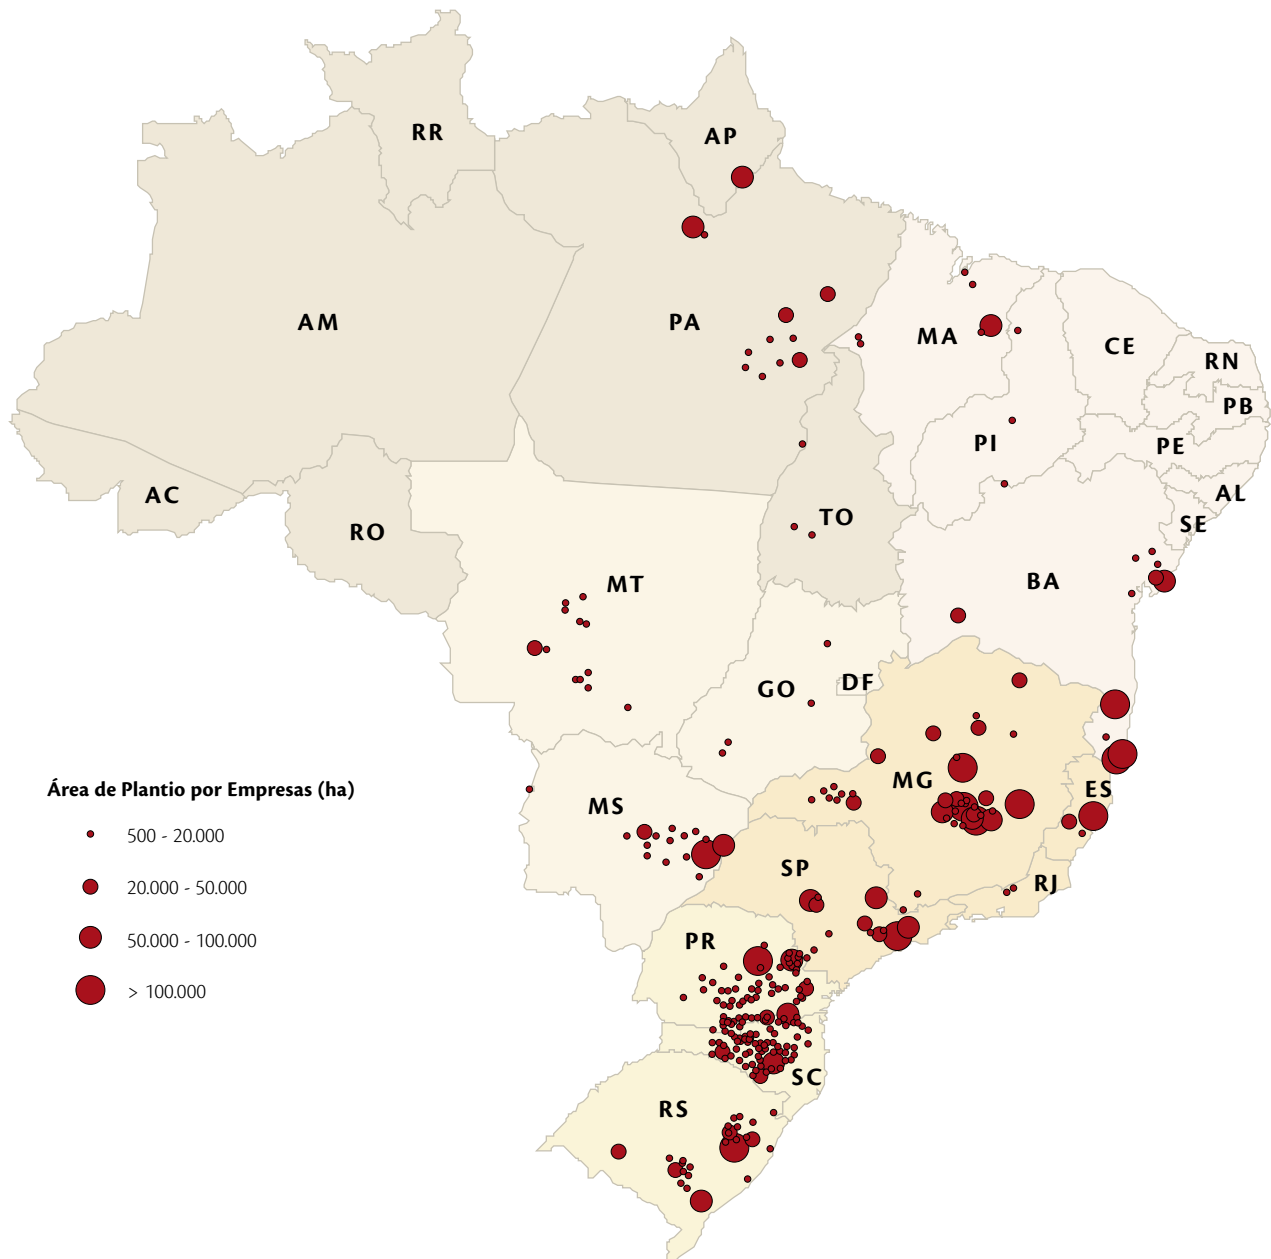 RR
AP
AM
PA
MA
CE
RN
PB
PI
PE
AC
AL
TO
SE
RO
BA
MT
DF
GO
MG
ES
Área de Plantio por Empresas (ha)
MS
500 - 20.000
SP
RJ
20.000 - 50.000
PR
50.000 - 100.000
> 100.000
SC
RS